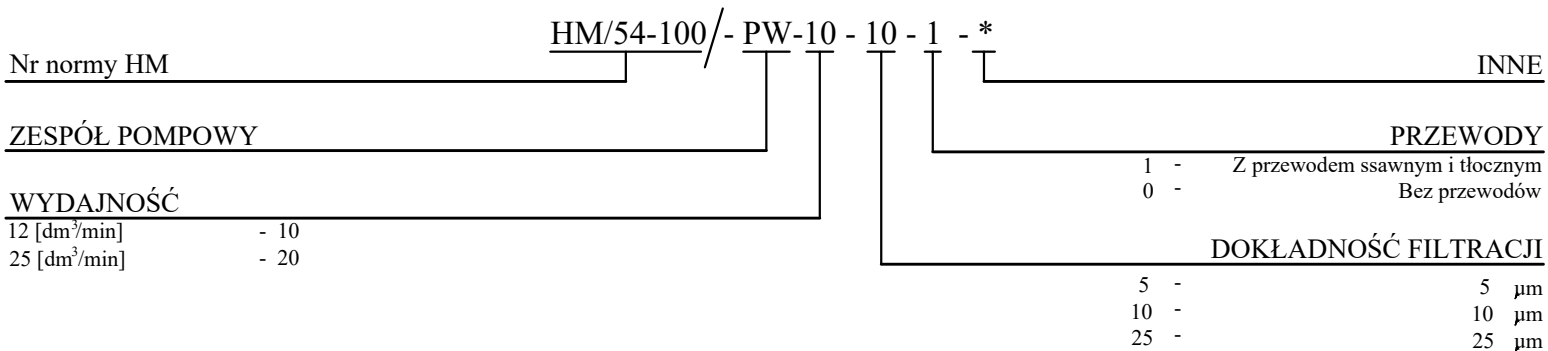 HM/54-100/- PW-10 - 10 - 1 - *
Nr normy HM
INNE
ZESPÓŁ POMPOWY
PRZEWODY
1 - Z przewodem ssawnym i tłocznym
0 - Bez przewodów
WYDAJNOŚĆ
12 [dm³/min] - 10
25 [dm³/min] - 20
DOKŁADNOŚĆ FILTRACJI
5 - 5 µm
10 - 10 µm
25 - 25 µm